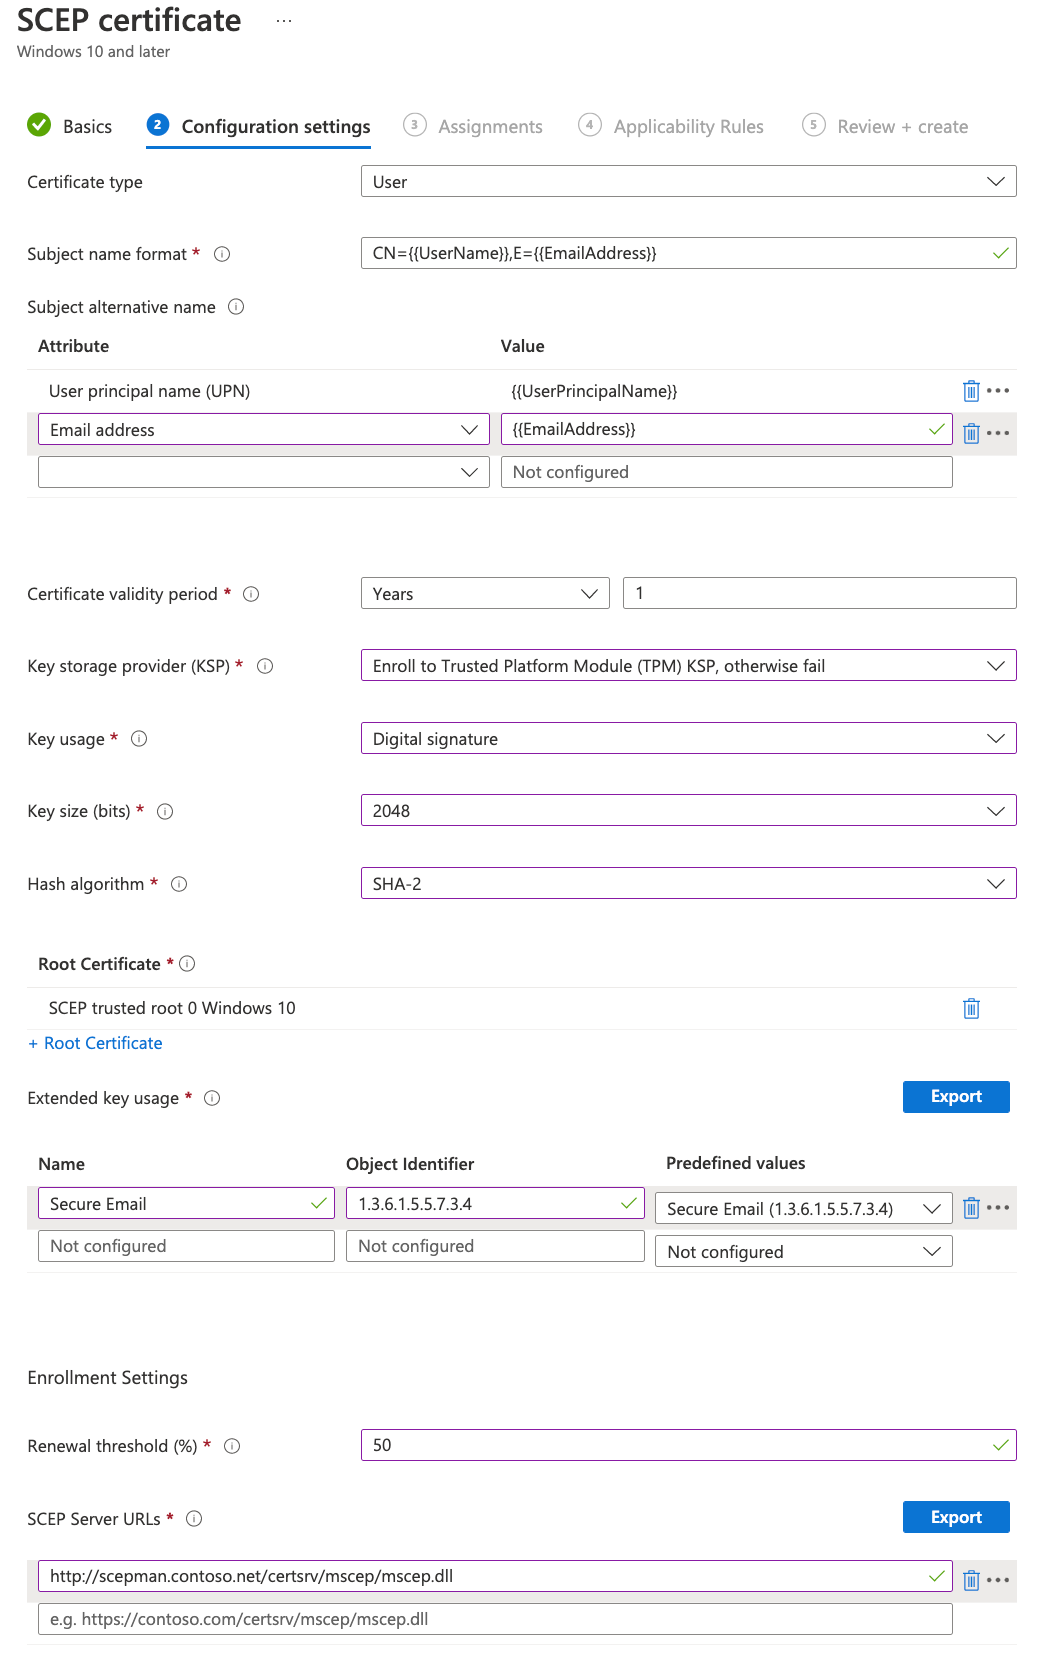 SCEP certificate ...
Windows 10 and later
Basics 2 Configuration settings 3 Assignments 4 Applicability Rules 5 Review + create
Certificate type User
Subject name format * CN={{UserName}},E={{EmailAddress}}
Subject alternative name
Attribute Value
User principal name (UPN) {{UserPrincipalName}}
Email address {{EmailAddress}}
Not configured
Certificate validity period * Years 1
Key storage provider (KSP) * Enroll to Trusted Platform Module (TPM) KSP, otherwise fail
Key usage * Digital signature
Key size (bits) * 2048
Hash algorithm * SHA-2
Root Certificate *
SCEP trusted root 0 Windows 10
+ Root Certificate
Extended key usage * Export
Name Object Identifier Predefined values
Secure Email 1.3.6.1.5.5.7.3.4 Secure Email (1.3.6.1.5.5.7.3.4)
Not configured Not configured Not configured
Enrollment Settings
Renewal threshold (%) * 50
SCEP Server URLs * Export
http://scepman.contoso.net/certsrv/mscep/mscep.dll
e.g. https://contoso.com/certsrv/mscep/mscep.dll